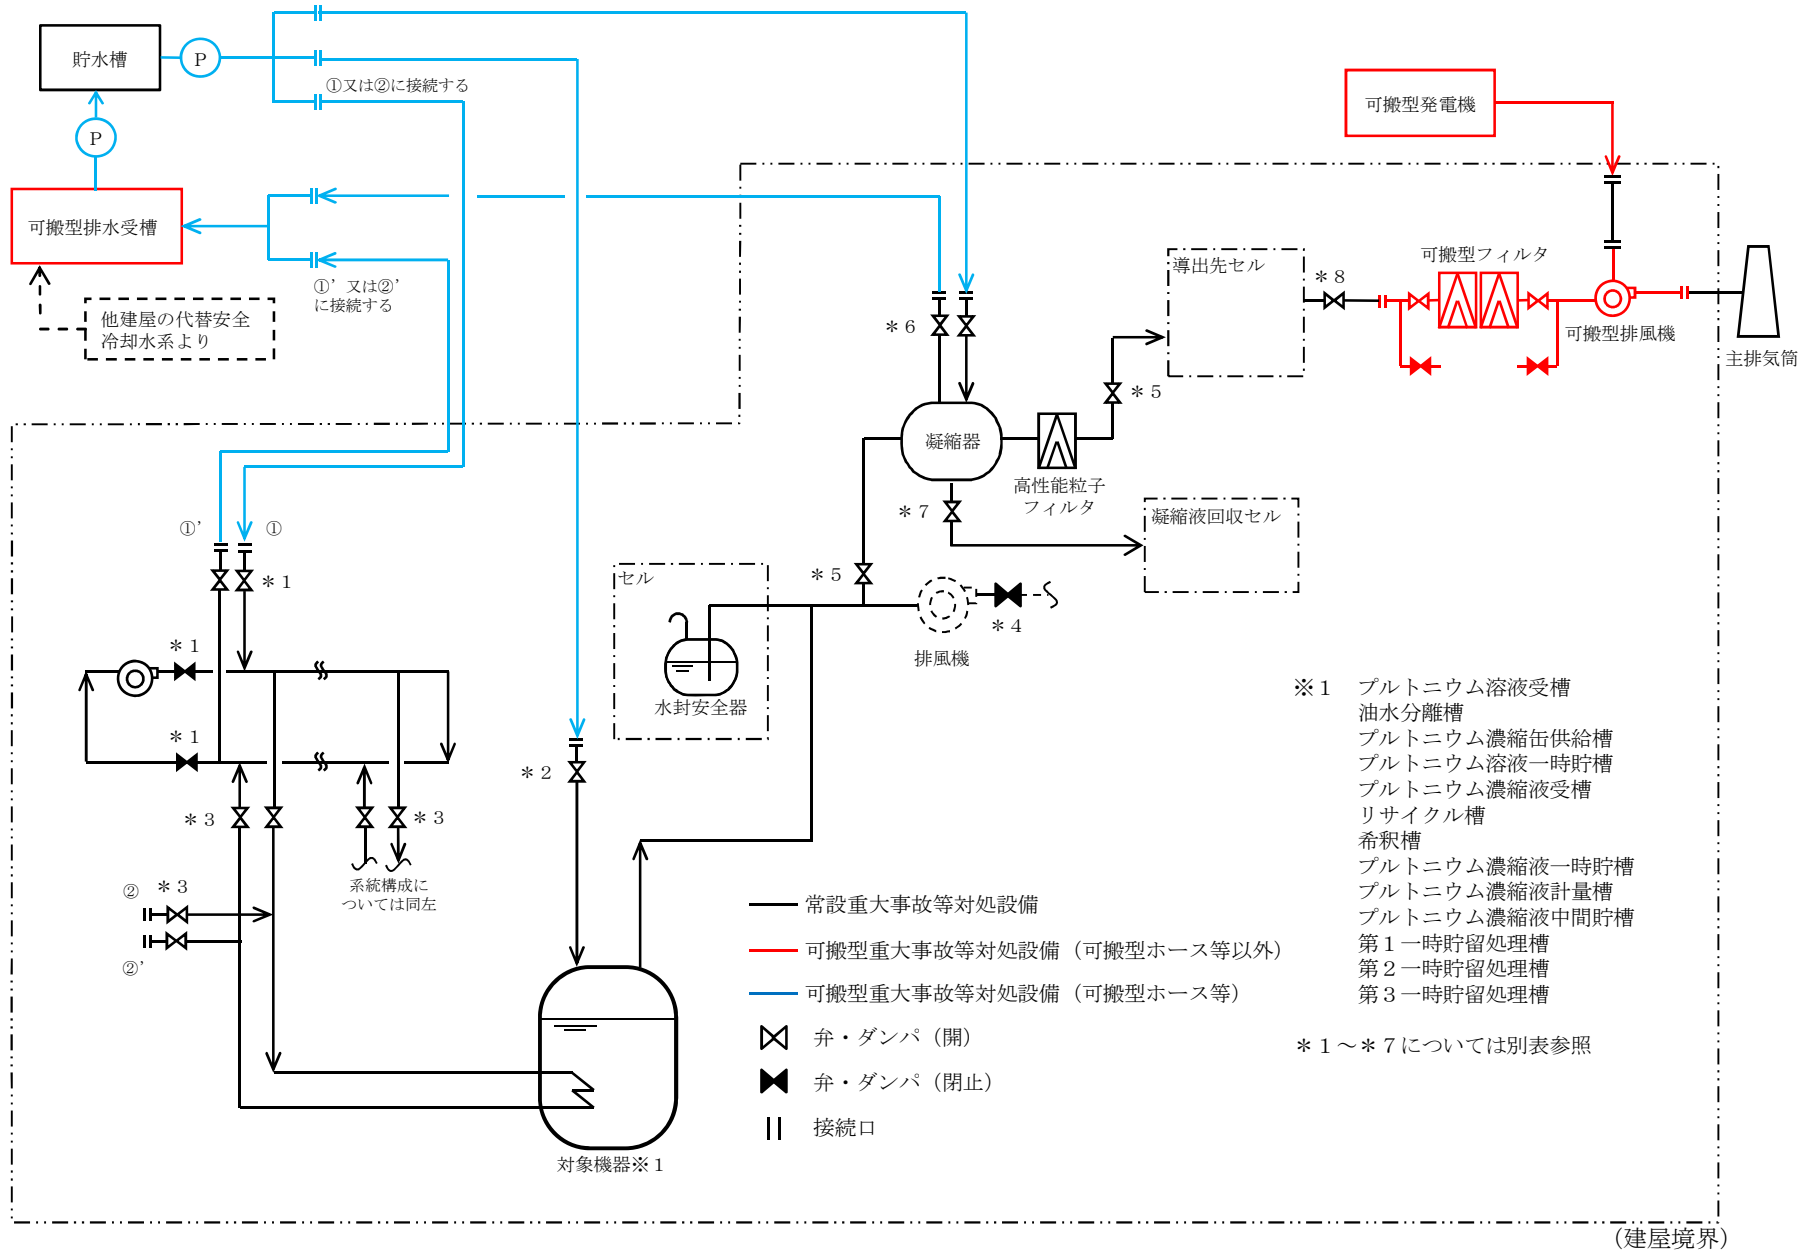 貯水槽
P
①又は②に接続する
P
可搬型排水受槽
①’又は②’
に接続する
他建屋の代替安全
冷却水系より
可搬型発電機
導出先セル
＊８
可搬型フィルタ
可搬型排風機
主排気筒
＊６
＊５
凝縮器
高性能粒子
フィルタ
＊７
凝縮液回収セル
①’
①
＊１
＊５
セル
＊４
排風機
水封安全器
＊１
＊１
＊２
＊３
＊３
系統構成に
ついては同左
②
＊３
②’
対象機器※１
常設重大事故等対処設備
可搬型重大事故等対処設備（可搬型ホース等以外）
可搬型重大事故等対処設備（可搬型ホース等）
弁・ダンパ（開）
弁・ダンパ（閉止）
接続口
※１　プルトニウム溶液受槽
油水分離槽
プルトニウム濃縮缶供給槽
プルトニウム溶液一時貯槽
プルトニウム濃縮液受槽
リサイクル槽
希釈槽
プルトニウム濃縮液一時貯槽
プルトニウム濃縮液計量槽
プルトニウム濃縮液中間貯槽
第１一時貯留処理槽
第２一時貯留処理槽
第３一時貯留処理槽
＊１～＊７については別表参照
（建屋境界）